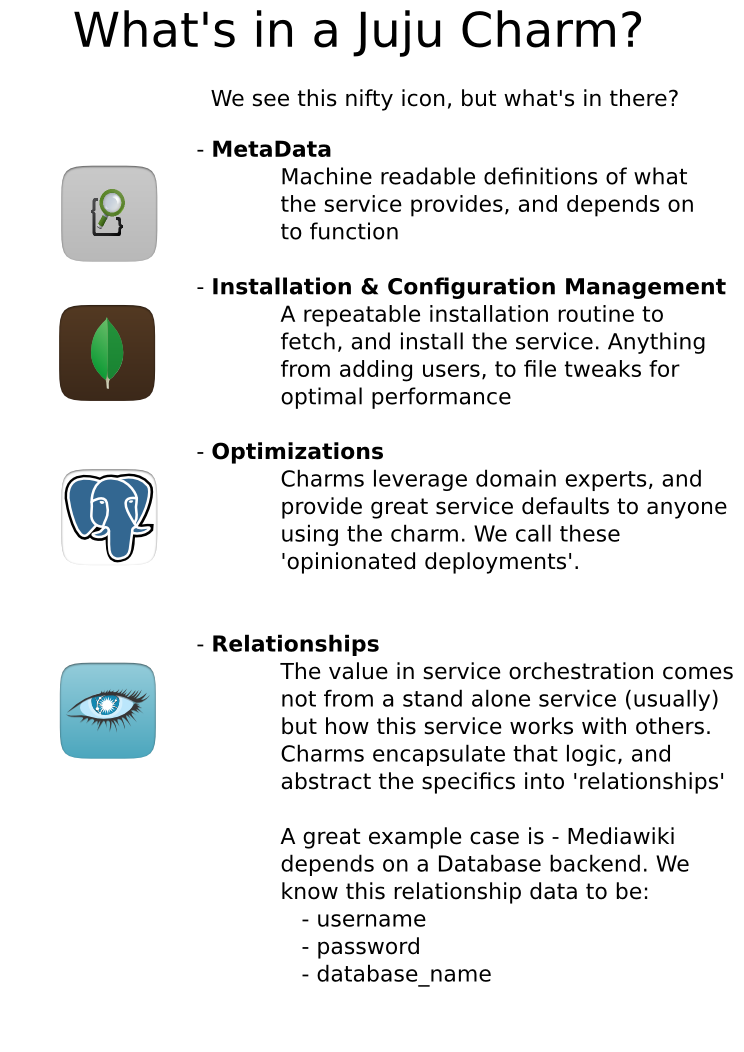 What's in a Juju Charm?
We see this nifty icon, but what's in there?
- MetaData
Machine readable definitions of what
the service provides, and depends on
to function
- Installation & Configuration Management
A repeatable installation routine to
fetch, and install the service. Anything
from adding users, to file tweaks for
optimal performance
- Optimizations
Charms leverage domain experts, and
provide great service defaults to anyone
using the charm. We call these
'opinionated deployments'.
- Relationships
The value in service orchestration comes
not from a stand alone service (usually)
but how this service works with others.
Charms encapsulate that logic, and
abstract the specifics into 'relationships'
A great example case is - Mediawiki
depends on a Database backend. We
know this relationship data to be:
- username
- password
- database_name